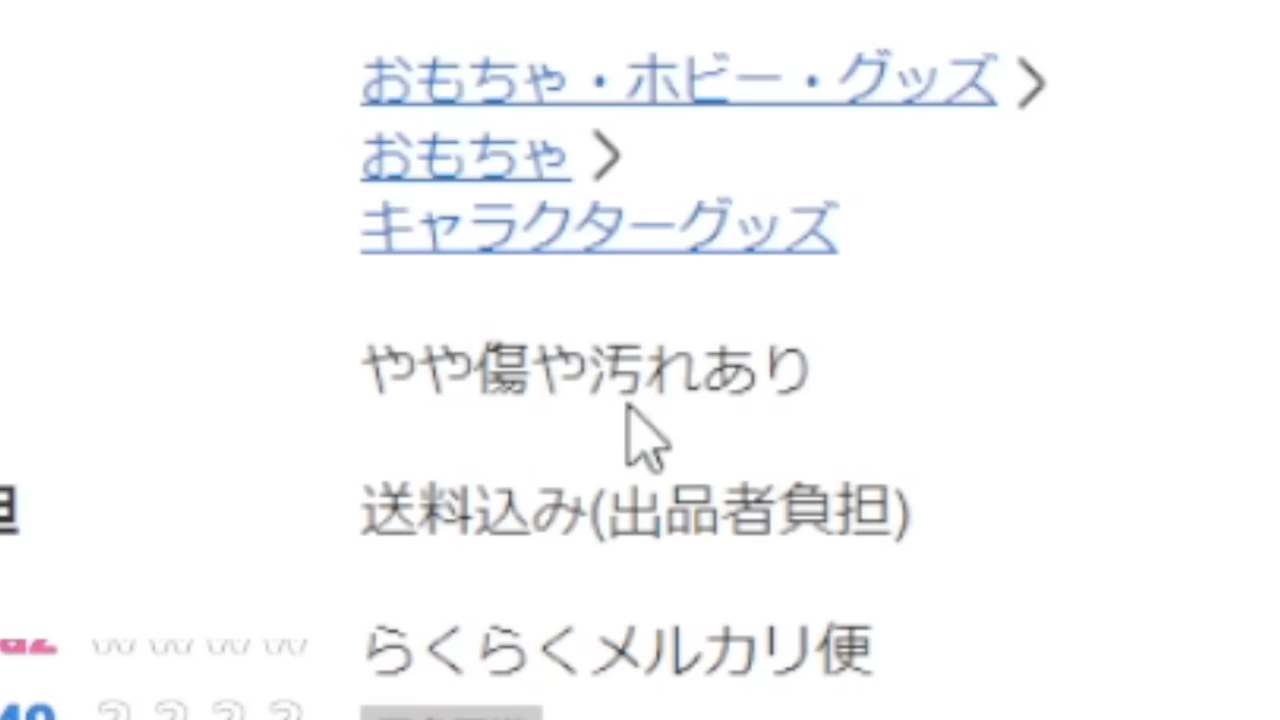 おもちゃ・ホビー・グッズ >
おもちゃ >
キャラクターグッズ
やや傷や汚れあり
担 送料込み(出品者負担)
らくらくメルカリ便